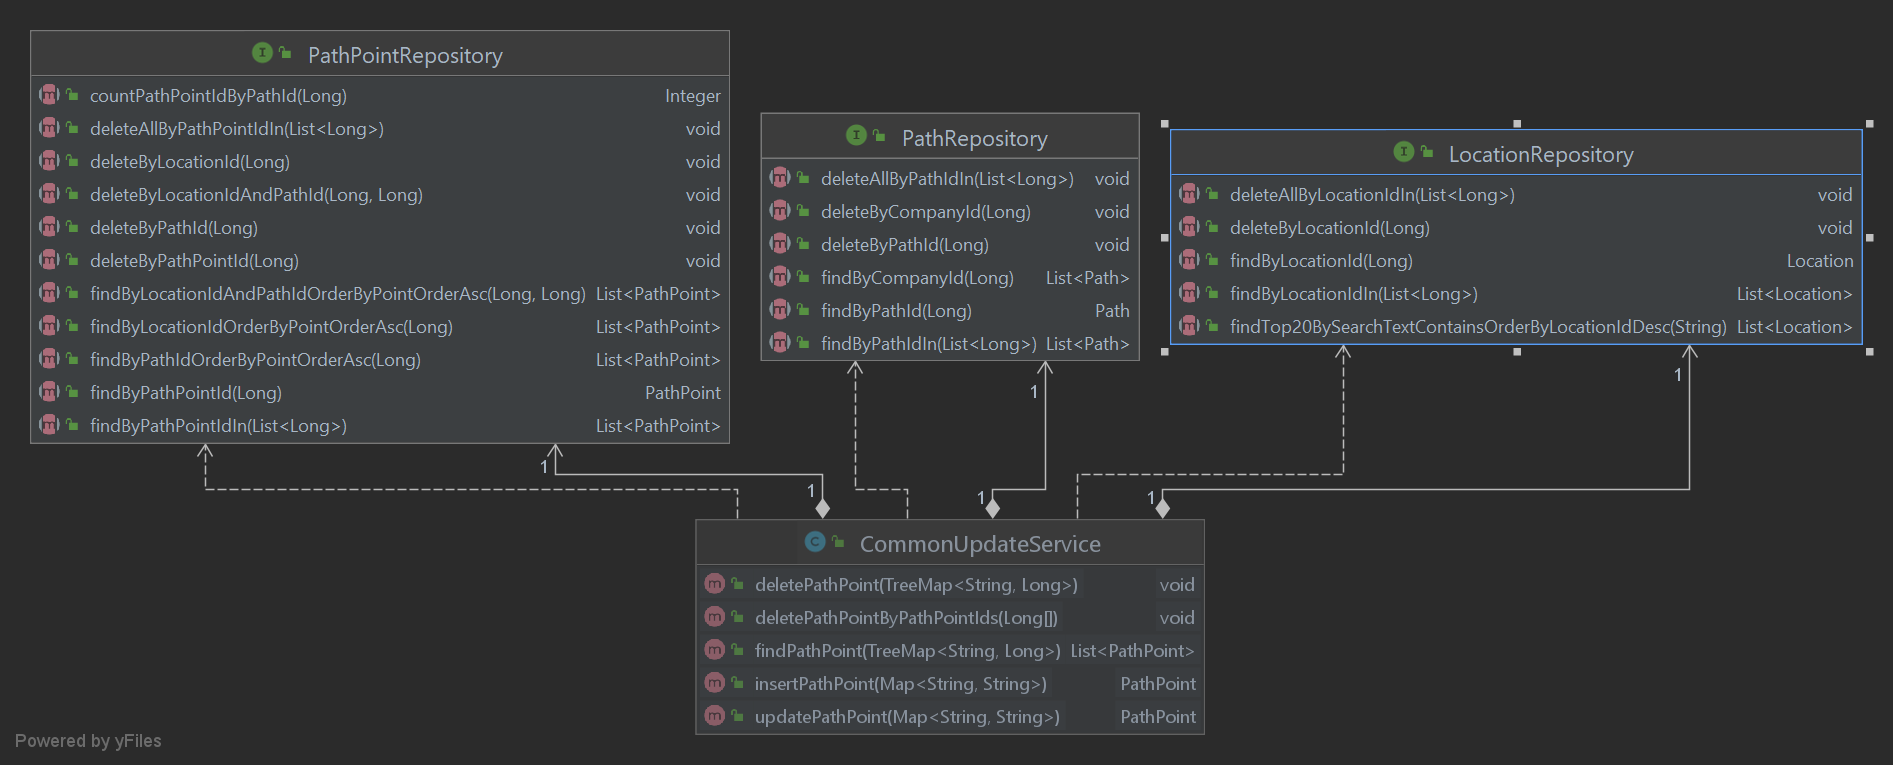 PathPointRepository
countPathPointIdByPathId(Long) Integer
deleteAllByPathPointIdIn(List<Long>) void
deleteByLocationId(Long) void
deleteByLocationIdAndPathId(Long, Long) void
deleteByPathId(Long) void
deleteByPathPointId(Long) void
findByLocationIdAndPathIdOrderByPointOrderAsc(Long, Long) List<PathPoint>
findByLocationIdOrderByPointOrderAsc(Long) List<PathPoint>
findByPathIdOrderByPointOrderAsc(Long) List<PathPoint>
findByPathPointId(Long) PathPoint
findByPathPointIdIn(List<Long>) List<PathPoint>
PathRepository
deleteAllByPathIdIn(List<Long>) void
deleteByCompanyId(Long) void
deleteByPathId(Long) void
findByCompanyId(Long) List<Path>
findByPathId(Long) Path
findByPathIdIn(List<Long>) List<Path>
LocationRepository
deleteAllByLocationIdIn(List<Long>) void
deleteByLocationId(Long) void
findByLocationId(Long) Location
findByLocationIdIn(List<Long>) List<Location>
findTop20BySearchTextContainsOrderByLocationIdDesc(String) List<Location>
1
1
1
1
1
1
CommonUpdateService
deletePathPoint(TreeMap<String, Long>) void
deletePathPointByPathPointIds(Long[]) void
findPathPoint(TreeMap<String, Long>) List<PathPoint>
insertPathPoint(Map<String, String>) PathPoint
updatePathPoint(Map<String, String>) PathPoint
Powered by yFiles